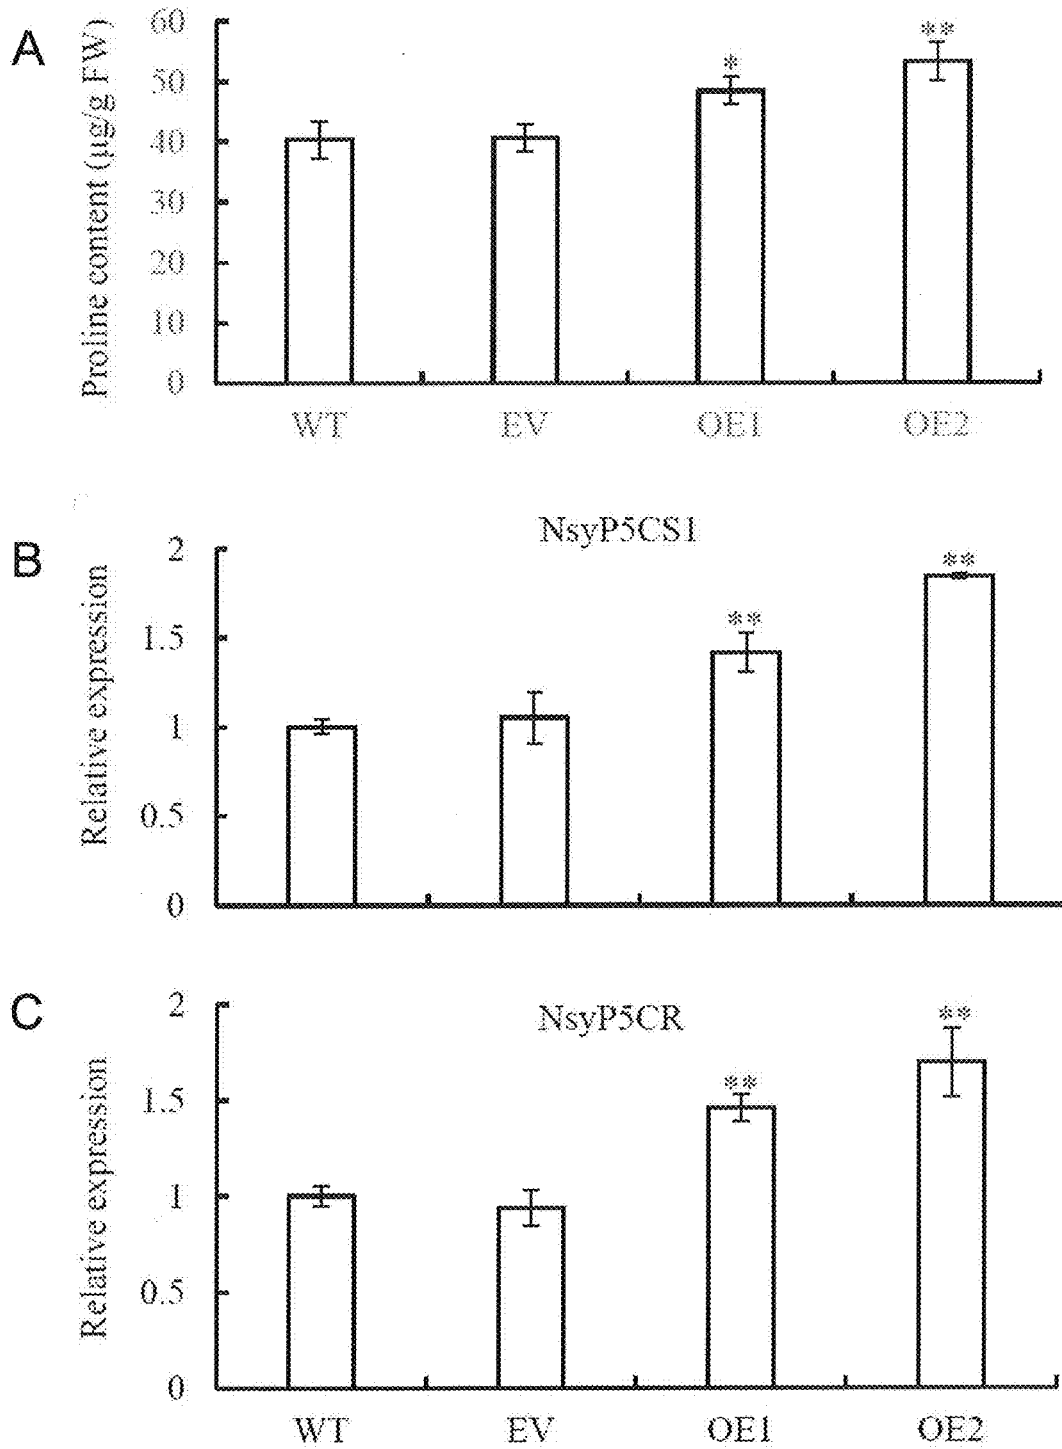 A
Proline content (µg/g FW)
60
50
40
30
20
10
0
* **
WT EV OE1 OE2
B
NsyP5CS1
Relative expression
2
1.5
1
0.5
0
** **
C
NsyP5CR
Relative expression
2
1.5
1
0.5
0
** **
WT EV OE1 OE2